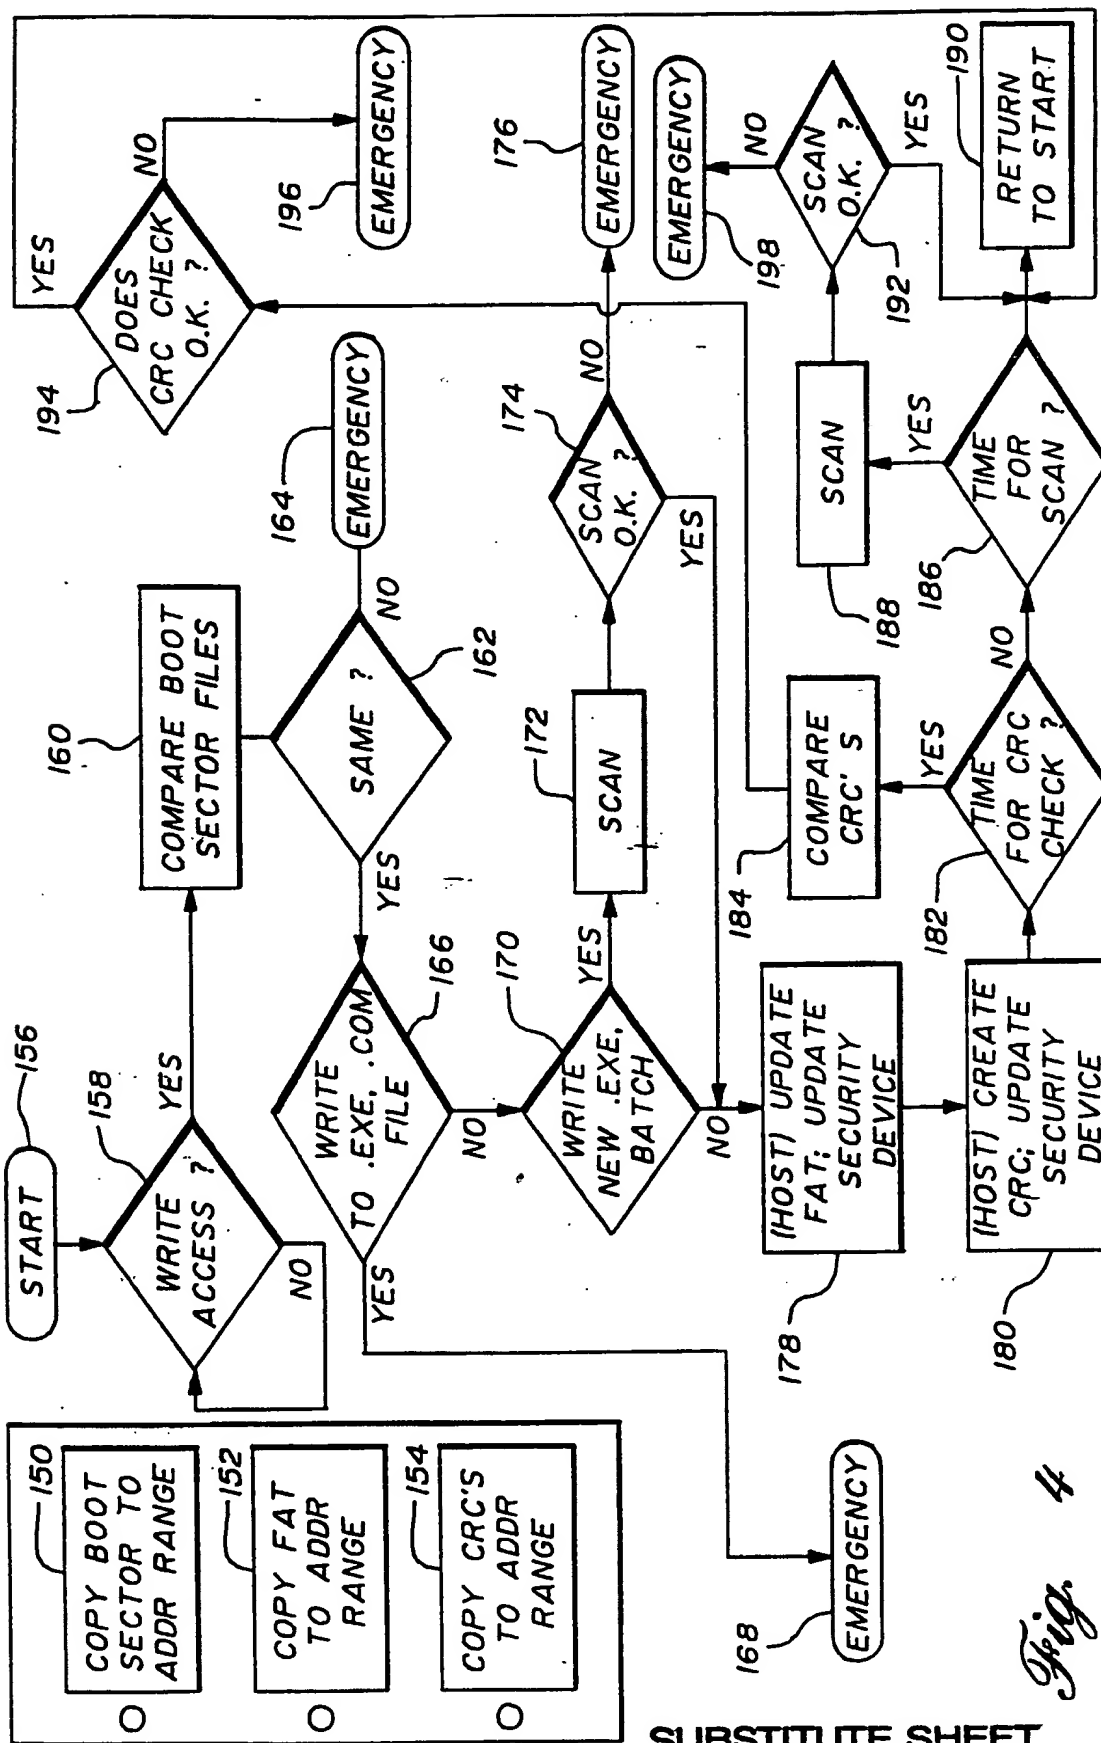 150
COPY BOOT
SECTOR TO
ADDR RANGE
152
COPY FAT
TO ADDR
RANGE
154
COPY CRC'S
TO ADDR
RANGE
START
156
WRITE
ACCESS ?
158
YES
NO
160
COMPARE BOOT
SECTOR FILES
SAME ?
162
NO
YES
164
EMERGENCY
WRITE
TO .EXE, .COM
FILE
166
YES
NO
168
EMERGENCY
170
WRITE
NEW .EXE,
BATCH
YES
NO
172
SCAN
174
SCAN
O.K. ?
NO
YES
176
EMERGENCY
178
(HOST) UPDATE
FAT; UPDATE
SECURITY
DEVICE
180
(HOST) CREATE
CRC; UPDATE
SECURITY
DEVICE
182
TIME
FOR CRC
CHECK ?
YES
NO
184
COMPARE
CRC'S
186
TIME
FOR
SCAN ?
YES
188
SCAN
192
SCAN
O.K. ?
NO
YES
198
EMERGENCY
190
RETURN
TO START
194
DOES
CRC CHECK
O.K. ?
YES
NO
196
EMERGENCY
Fig. 4
SUBSTITUTE SHEET